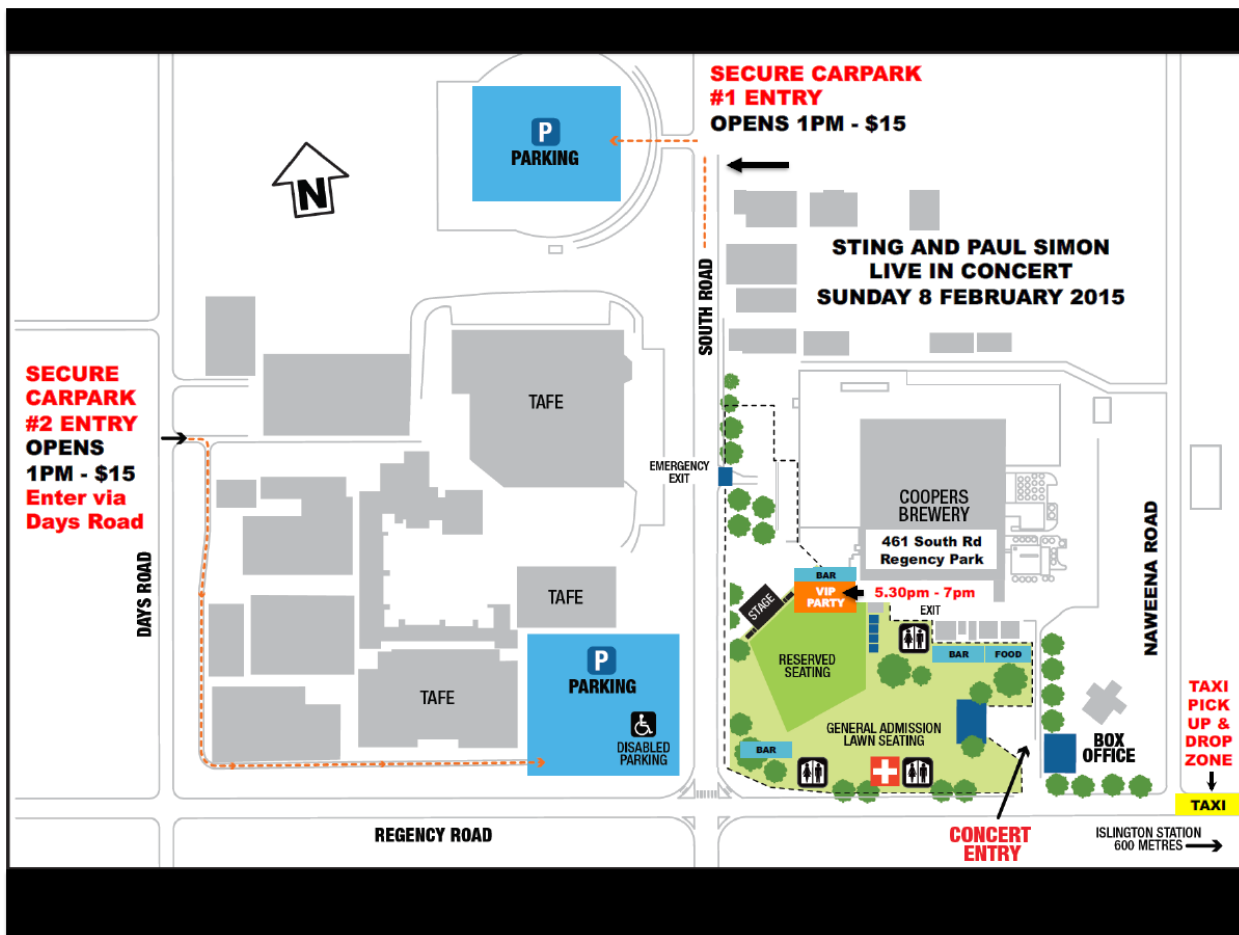 SECURE CARPARK
#1 ENTRY
OPENS 1PM - $15
P
PARKING
N
STING AND PAUL SIMON
LIVE IN CONCERT
SUNDAY 8 FEBRUARY 2015
SOUTH ROAD
SECURE
CARPARK
#2 ENTRY
OPENS
1PM - $15
Enter via
Days Road
TAFE
EMERGENCY
EXIT
COOPERS
BREWERY
461 South Rd
Regency Park
DAYS ROAD
NAWEENA ROAD
BAR
VIP
PARTY
5.30pm - 7pm
EXIT
STAGE
TAFE
BAR
FOOD
RESERVED
SEATING
P
PARKING
TAFE
DISABLED
PARKING
GENERAL ADMISSION
LAWN SEATING
BAR
BOX
OFFICE
TAXI
PICK
UP &
DROP
ZONE
TAXI
REGENCY ROAD
CONCERT
ENTRY
ISLINGTON STATION
600 METRES